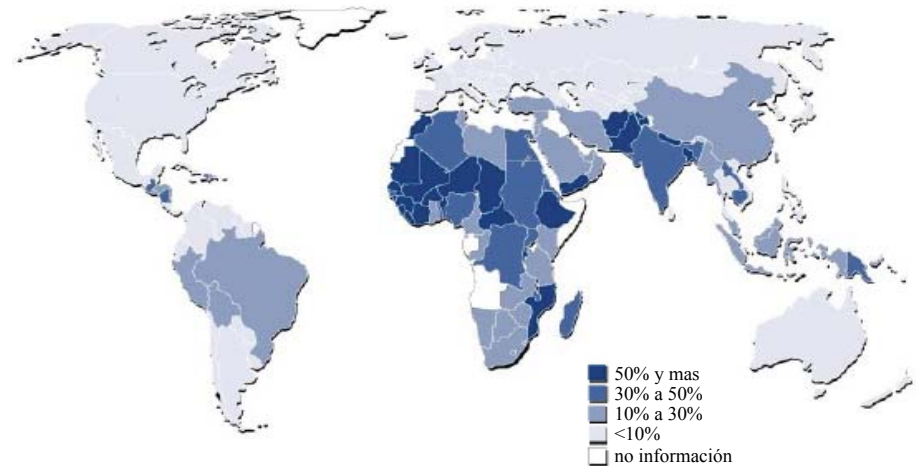 50% y mas
30% a 50%
10% a 30%
<10%
no información